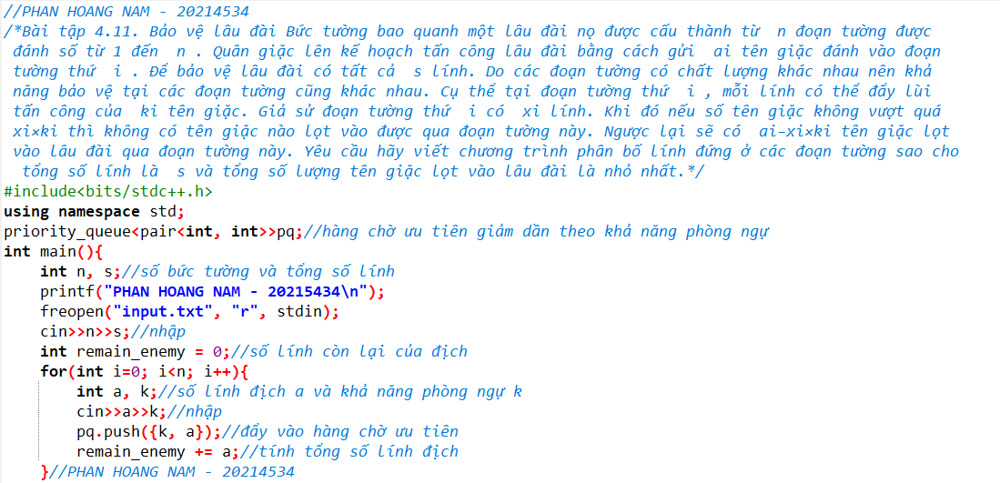 //PHAN HOANG NAM - 20214534
/*Bài tập 4.11. Bảo vệ lâu đài Bức tường bao quanh một lâu đài nọ được cấu thành từ  n đoạn tường được
đánh số từ 1 đến  n . Quân giặc lên kế hoạch tấn công lâu đài bằng cách gửi  ai tên giặc đánh vào đoạn
tường thứ  i . Để bảo vệ lâu đài có tất cả  s lính. Do các đoạn tường có chất lượng khác nhau nên khả
năng bảo vệ tại các đoạn tường cũng khác nhau. Cụ thể tại đoạn tường thứ  i , mỗi lính có thể đẩy lùi
tấn công của  ki tên giặc. Giả sử đoạn tường thứ  i có  xi lính. Khi đó nếu số tên giặc không vượt quá
xi×ki thì không có tên giặc nào lọt vào được qua đoạn tường này. Ngược lại sẽ có  ai−xi×ki tên giặc lọt
vào lâu đài qua đoạn tường này. Yêu cầu hãy viết chương trình phân bố lính đứng ở các đoạn tường sao cho
tổng số lính là  s và tổng số lượng tên giặc lọt vào lâu đài là nhỏ nhất.*/
#include<bits/stdc++.h>
using namespace std;
priority_queue<pair<int, int>>pq;//hàng chờ ưu tiên giảm dần theo khả năng phòng ngự
int main(){
    int n, s;//số bức tường và tổng số lính
    printf("PHAN HOANG NAM - 20215434\n");
    freopen("input.txt", "r", stdin);
    cin>>n>>s;//nhập
    int remain_enemy = 0;//số lính còn lại của địch
    for(int i=0; i<n; i++){
        int a, k;//số lính địch a và khả năng phòng ngự k
        cin>>a>>k;//nhập
        pq.push({k, a});//đẩy vào hàng chờ ưu tiên
        remain_enemy += a;//tính tổng số lính địch
    }//PHAN HOANG NAM - 20214534